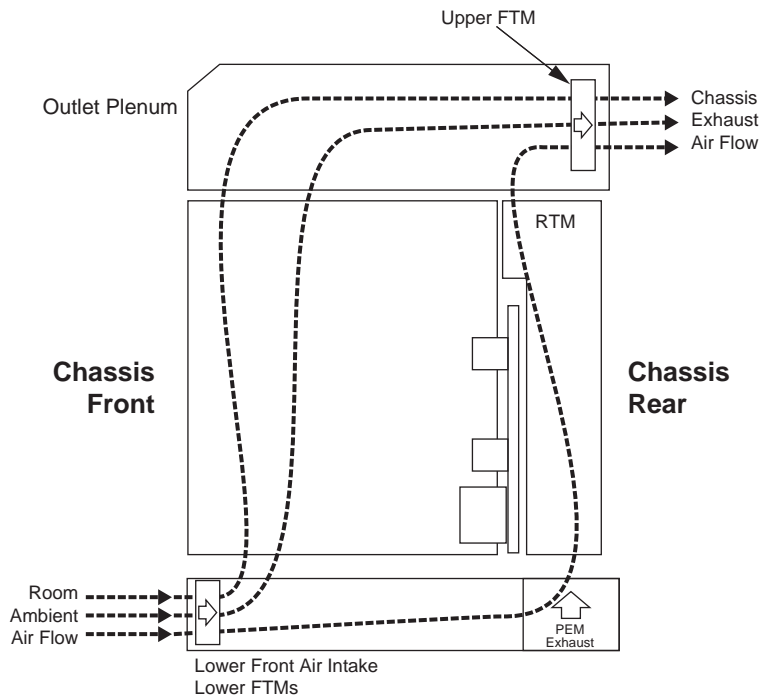 Upper FTM
Outlet Plenum
Chassis
Exhaust
Air Flow
RTM
Chassis
Front
Chassis
Rear
Room
Ambient
Air Flow
PEM
Exhaust
Lower Front Air Intake
Lower FTMs